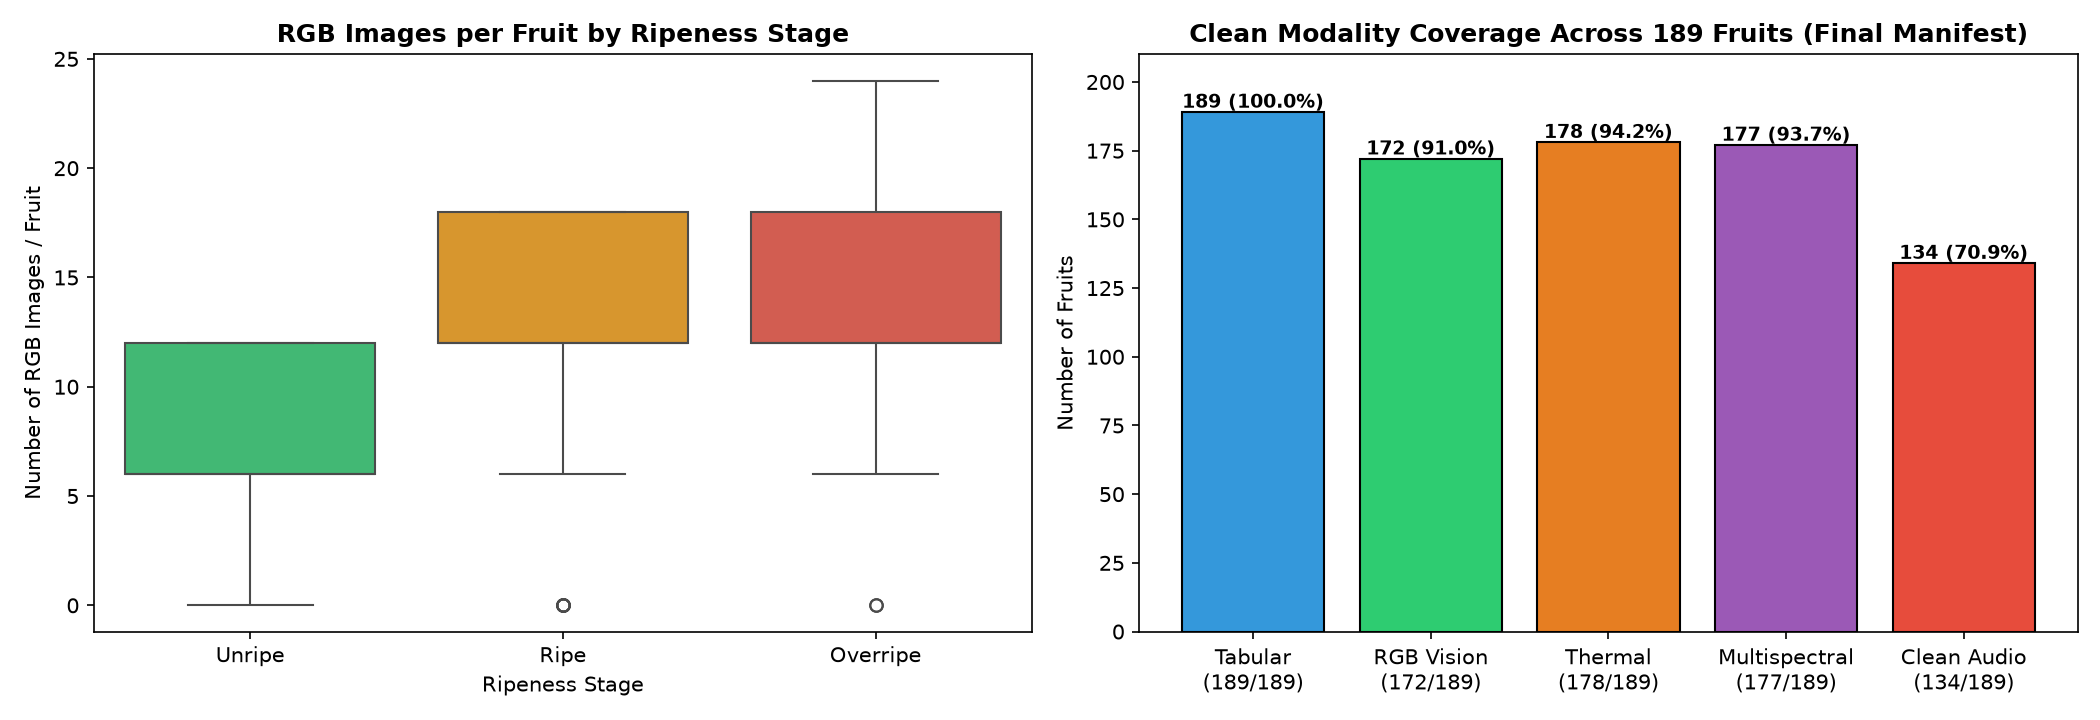 RGB Images per Fruit by Ripeness Stage
Number of RGB Images / Fruit
25
20
15
10
5
0
Unripe
Ripe
Overripe
Ripeness Stage
Clean Modality Coverage Across 189 Fruits (Final Manifest)
Number of Fruits
200
175
150
125
100
75
50
25
0
189 (100.0%)
172 (91.0%)
178 (94.2%)
177 (93.7%)
134 (70.9%)
Tabular
(189/189)
RGB Vision
(172/189)
Thermal
(178/189)
Multispectral
(177/189)
Clean Audio
(134/189)